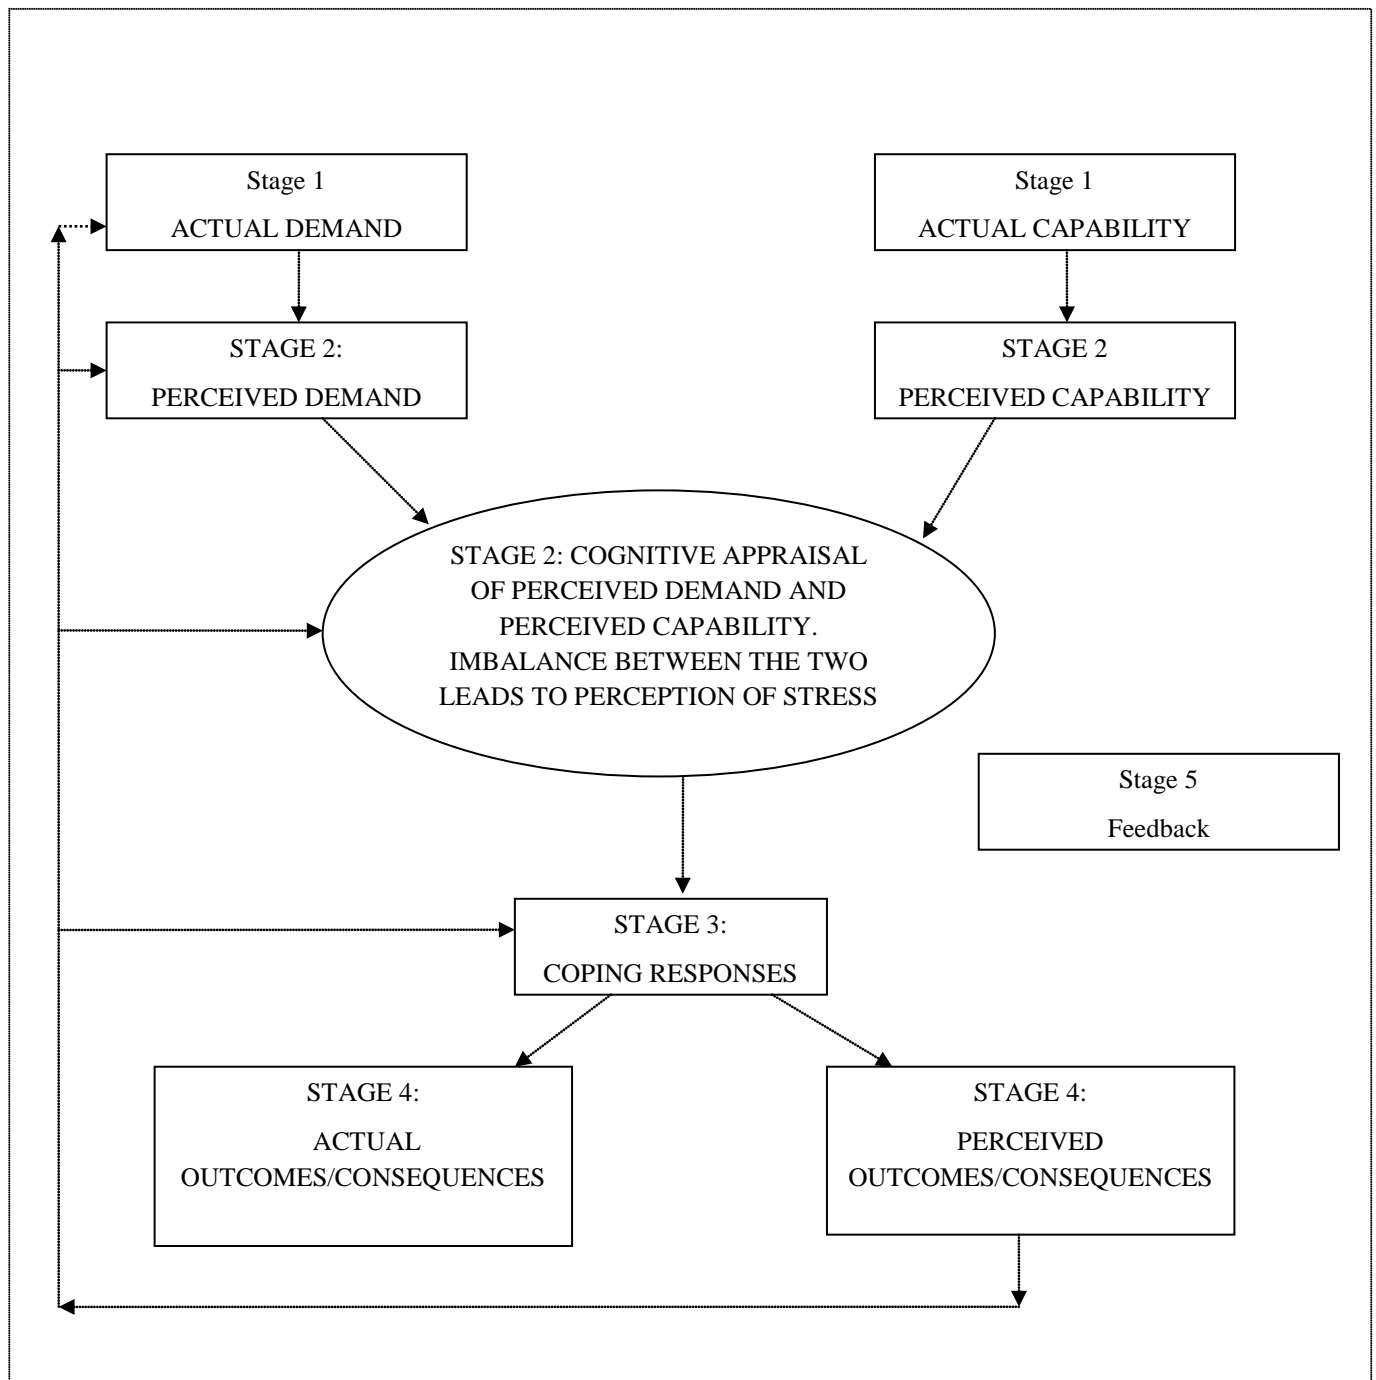 Stage 1
ACTUAL DEMAND
Stage 1
ACTUAL CAPABILITY
STAGE 2:
PERCEIVED DEMAND
STAGE 2
PERCEIVED CAPABILITY
STAGE 2: COGNITIVE APPRAISAL
OF PERCEIVED DEMAND AND
PERCEIVED CAPABILITY.
IMBALANCE BETWEEN THE TWO
LEADS TO PERCEPTION OF STRESS
Stage 5
Feedback
STAGE 3:
COPING RESPONSES
STAGE 4:
ACTUAL
OUTCOMES/CONSEQUENCES
STAGE 4:
PERCEIVED
OUTCOMES/CONSEQUENCES